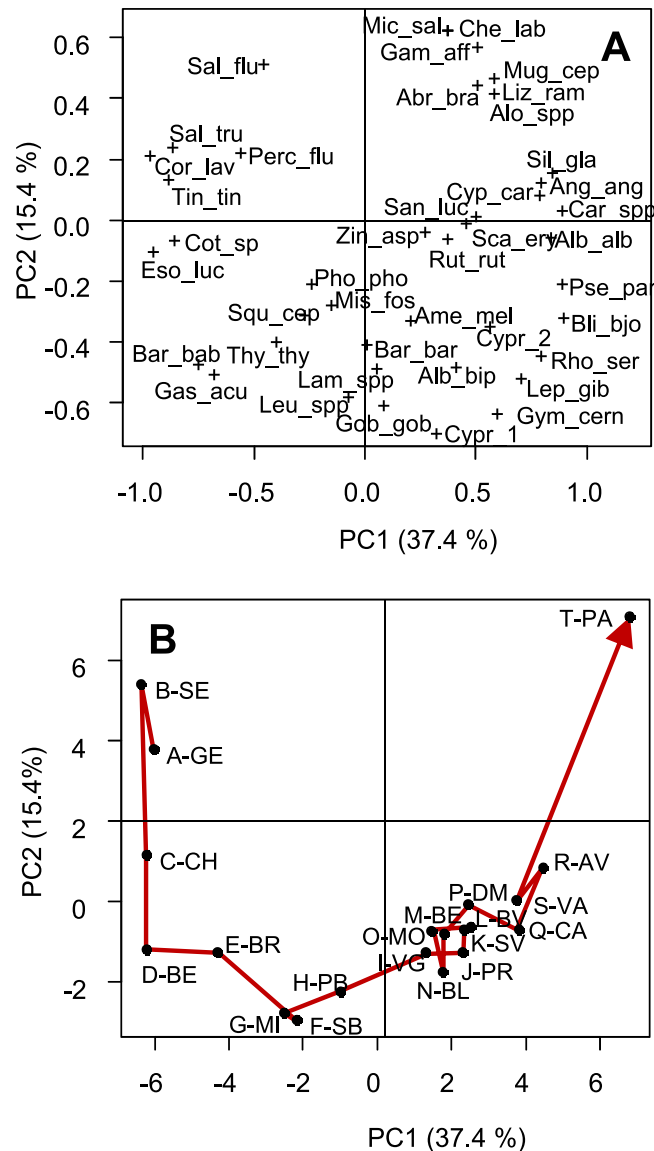 A
Mic_sal Che_lab
Gam_aff
Sal_flu
Mug_cep
Abr_bra Liz_ram
Alo_spp
Sal_tru
Perc_flu
Cor_lav
Tin_tin
Sil_gla
Cyp_car Ang_ang
San_luc Car_spp
Zin_asp Sca_ery Alb_alb
Cot_sp
Rut_rut
Eso_luc
Pho_pho Pse_par
Mis_fos
Squ_cep Ame_mel Bli_bjo
Cypr_2
Bar_bab Thy_thy Bar_bar Rho_ser
Gas_acu Lam_spp Alb_bip Lep_gib
Leu_spp
Gob_gob Gym_cern
Cypr_1
0.6
0.4
0.2
0.0
-0.2
-0.4
-0.6
PC2 (15.4 %)
-1.0 -0.5 0.0 0.5 1.0
PC1 (37.4 %)
B
T-PA
B-SE
A-GE
C-CH
R-AV
P-DM S-VA
M-BE L-BV
O-MO Q-CA
K-SV
D-BE E-BR
I-VG
J-PR
H-PB
N-BL
G-MI F-SB
6
4
2
0
-2
PC2 (15.4%)
-6 -4 -2 0 2 4 6
PC1 (37.4 %)